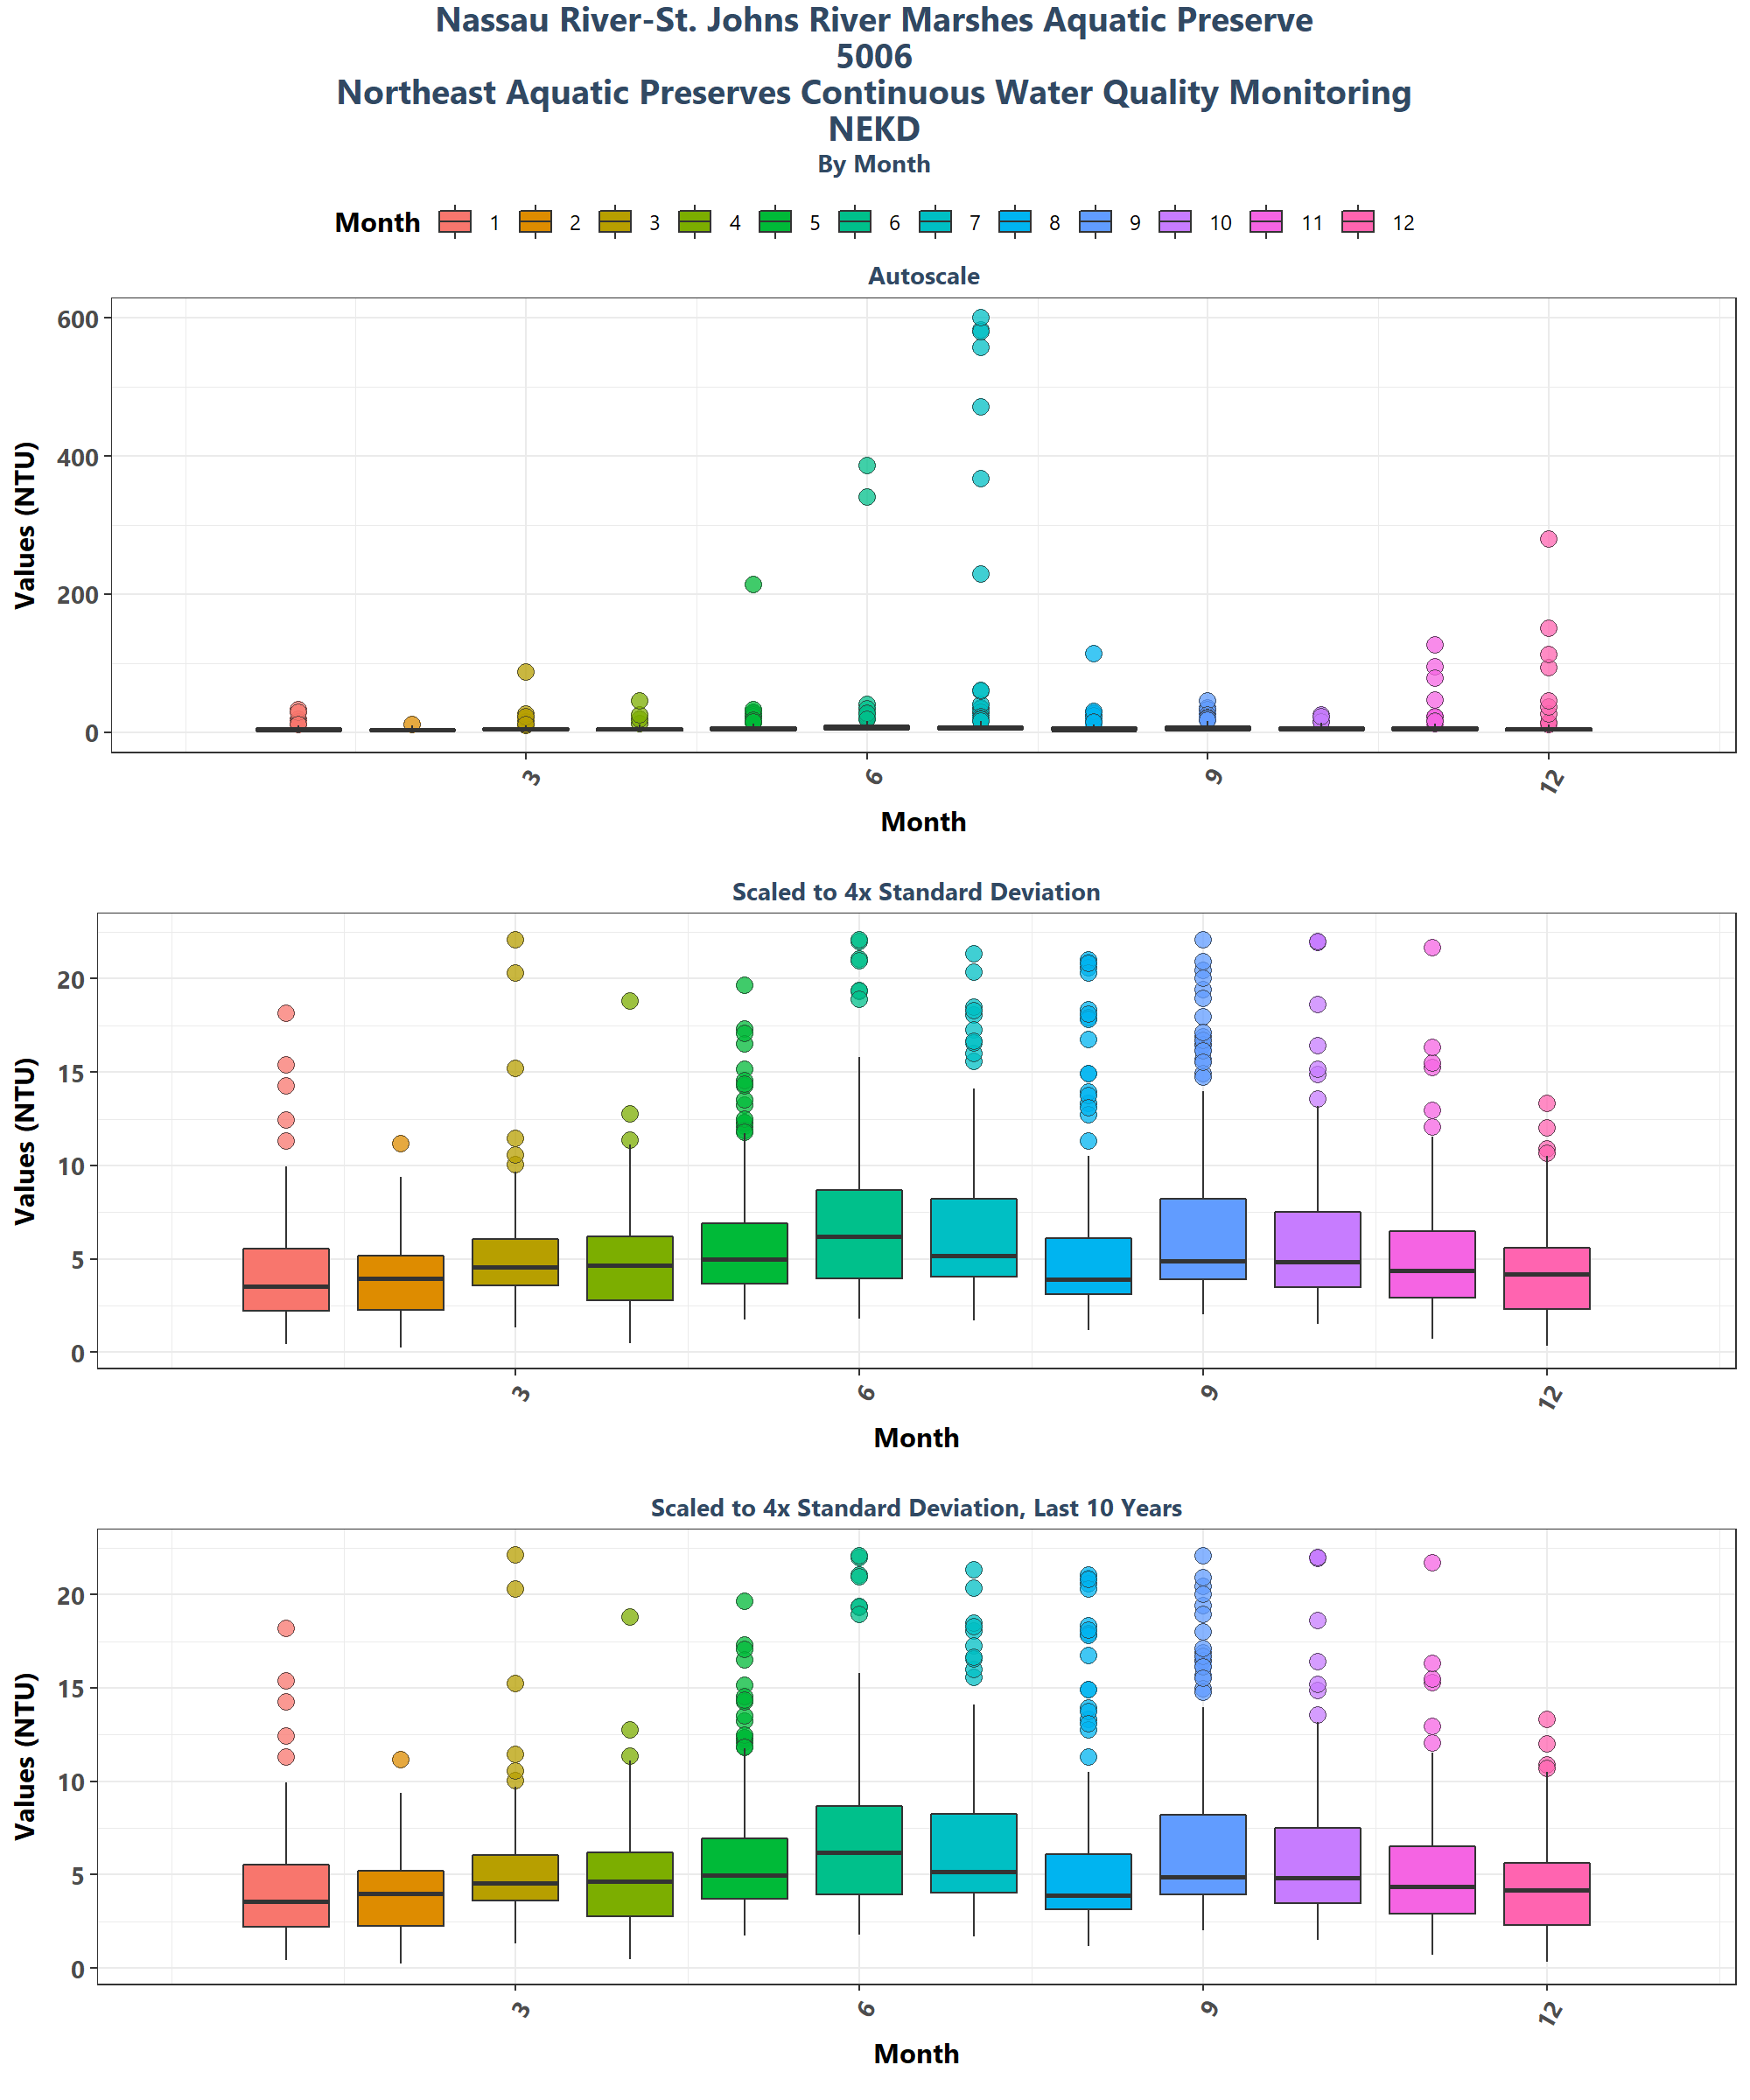 Nassau River-St. Johns River Marshes Aquatic Preserve
5006
Northeast Aquatic Preserves Continuous Water Quality Monitoring
NEKD
By Month
Month 1 2 3 4 5 6 7 8 9 10 11 12
Autoscale
Values (NTU)
600
400
200
0
3 6 9 12
Month
Scaled to 4x Standard Deviation
Values (NTU)
20
15
10
5
0
3 6 9 12
Month
Scaled to 4x Standard Deviation, Last 10 Years
Values (NTU)
20
15
10
5
0
3 6 9 12
Month